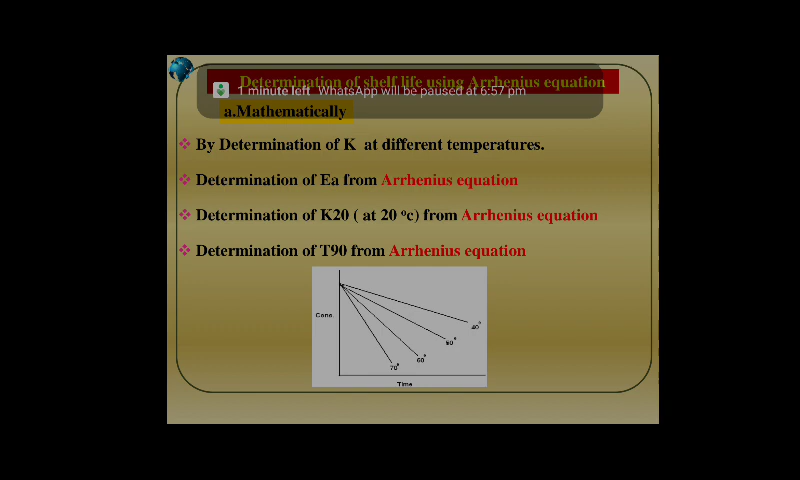 Determination of shelf life using Arrhenius equation
1 minute left WhatsApp will be paused at 6:57 pm
a.Mathematically
❖ By Determination of K at different temperatures.
❖ Determination of Ea from Arrhenius equation
❖ Determination of K20 ( at 20 ºc) from Arrhenius equation
❖ Determination of T90 from Arrhenius equation
Conc
40°
60°
70°
Time